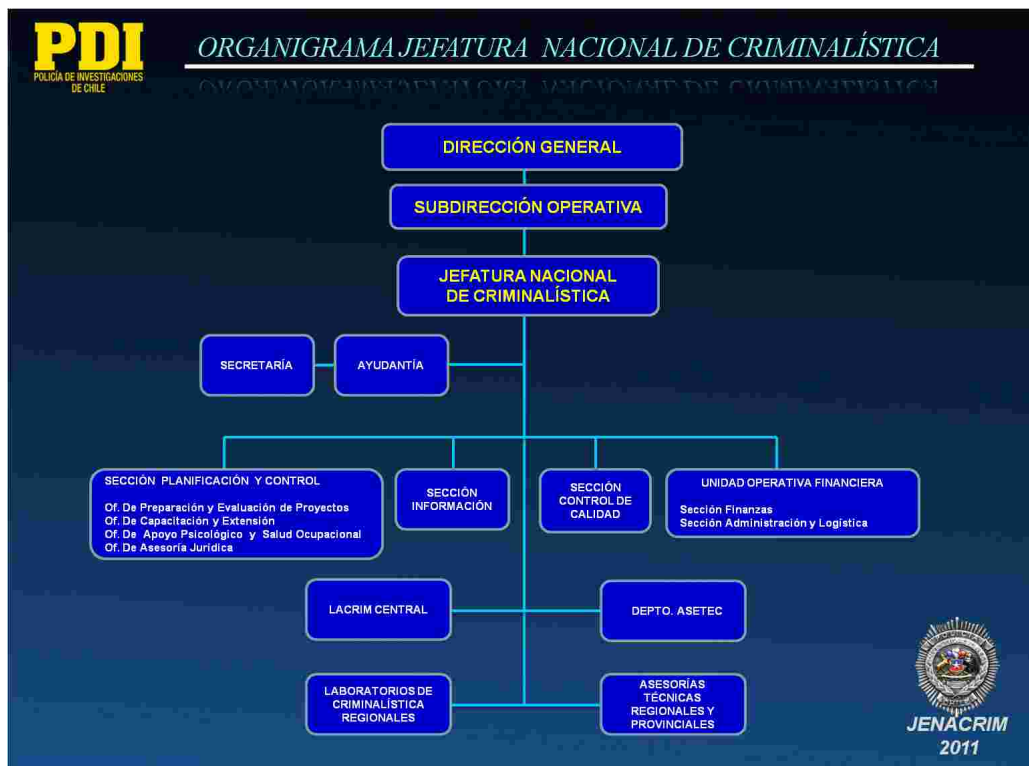 PDI
POLICÍA DE INVESTIGACIONES
DE CHILE
ORGANIGRAMA JEFATURA NACIONAL DE CRIMINALÍSTICA
DIRECCIÓN GENERAL
SUBDIRECCIÓN OPERATIVA
JEFATURA NACIONAL
DE CRIMINALÍSTICA
SECRETARÍA
AYUDANTÍA
SECCIÓN PLANIFICACIÓN Y CONTROL
Of. De Preparación y Evaluación de Proyectos
Of. De Capacitación y Extensión
Of. De Apoyo Psicológico y Salud Ocupacional
Of. De Asesoría Jurídica
SECCIÓN
INFORMACIÓN
SECCIÓN
CONTROL DE
CALIDAD
UNIDAD OPERATIVA FINANCIERA
Sección Finanzas
Sección Administración y Logística
LACRIM CENTRAL
DEPTO. ASETEC
LABORATORIOS DE
CRIMINALÍSTICA
REGIONALES
ASESORÍAS
TÉCNICAS
REGIONALES Y
PROVINCIALES
JENACRIM
2011